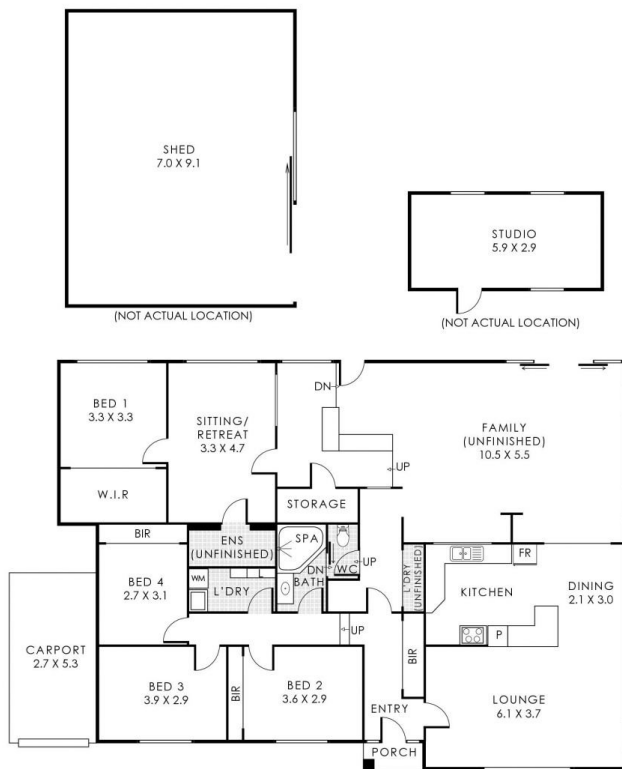 SHED
7.0 X 9.1
(NOT ACTUAL LOCATION)
STUDIO
5.9 X 2.9
(NOT ACTUAL LOCATION)
BED 1
3.3 X 3.3
W.I.R
SITTING/
RETREAT
3.3 X 4.7
DN
UP
STORAGE
FAMILY
(UNFINISHED)
10.5 X 5.5
BIR
ENS
(UNFINISHED)
SPA
DN
BATH
WC
UP
L'DRY
(UNFINISHED)
FR
KITCHEN
DINING
2.1 X 3.0
P
BED 4
2.7 X 3.1
WM
L'DRY
L
CARPORT
2.7 X 5.3
UP
BIR
BED 3
3.9 X 2.9
BIR
BED 2
3.6 X 2.9
ENTRY
PORCH
LOUNGE
6.1 X 3.7